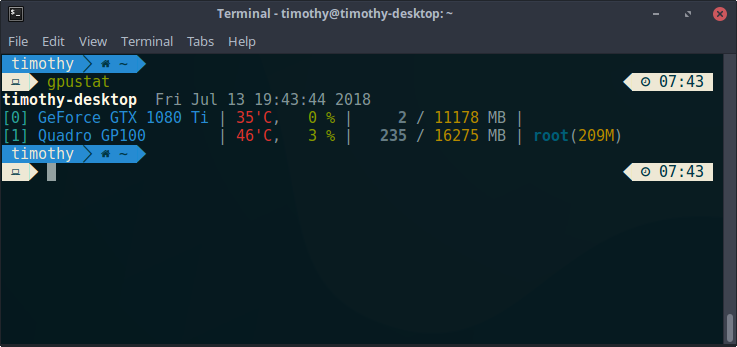 Terminal - timothy@timothy-desktop: ~
File Edit View Terminal Tabs Help
timothy ~
gpustat 07:43
timothy-desktop Fri Jul 13 19:43:44 2018
[0] GeForce GTX 1080 Ti | 35'C, 0 % | 2 / 11178 MB |
[1] Quadro GP100 | 46'C, 3 % | 235 / 16275 MB | root(209M)
timothy ~
07:43